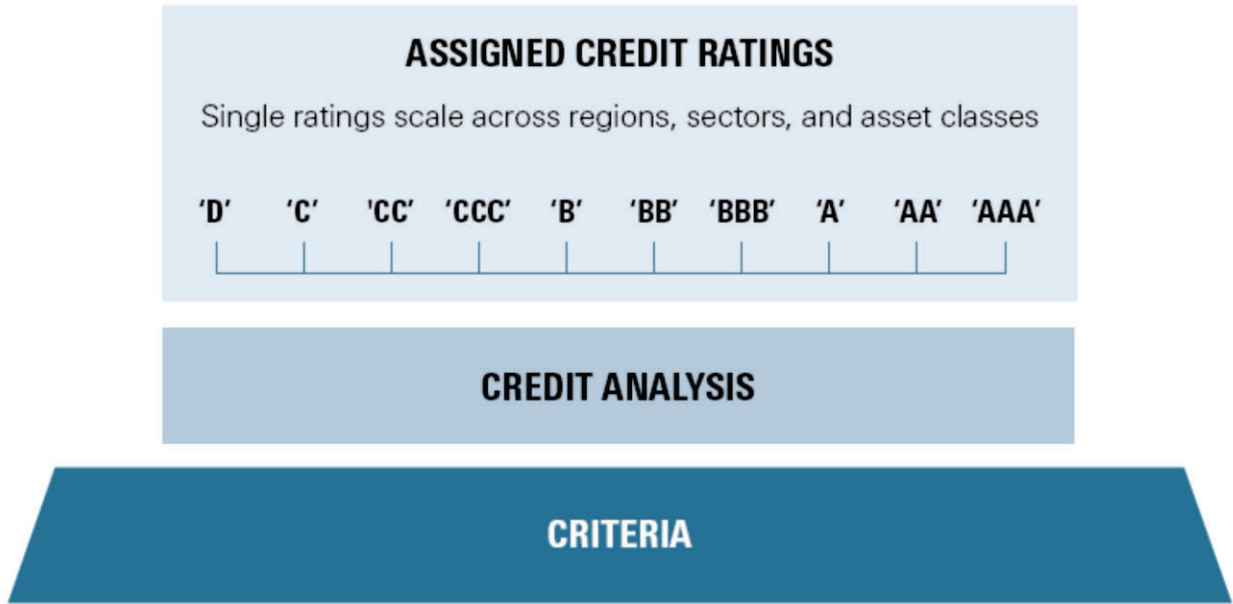 ASSIGNED CREDIT RATINGS
Single ratings scale across regions, sectors, and asset classes
‘D’ ‘C’ 'CC’ ‘CCC’ ‘B’ ‘BB’ ‘BBB’ ‘A’ ‘AA’ ‘AAA’
CREDIT ANALYSIS
CRITERIA